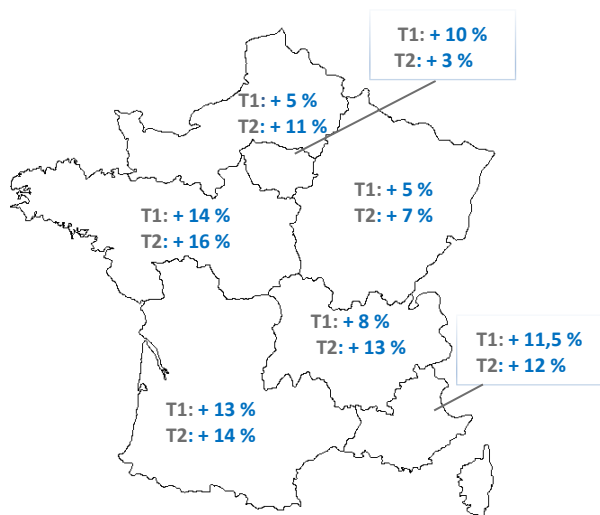 T1: + 10 %
T2: + 3 %
T1: + 5 %
T2: + 11 %
T1: + 5 %
T2: + 7 %
T1: + 14 %
T2: + 16 %
T1: + 8 %
T2: + 13 %
T1: + 11,5 %
T2: + 12 %
T1: + 13 %
T2: + 14 %